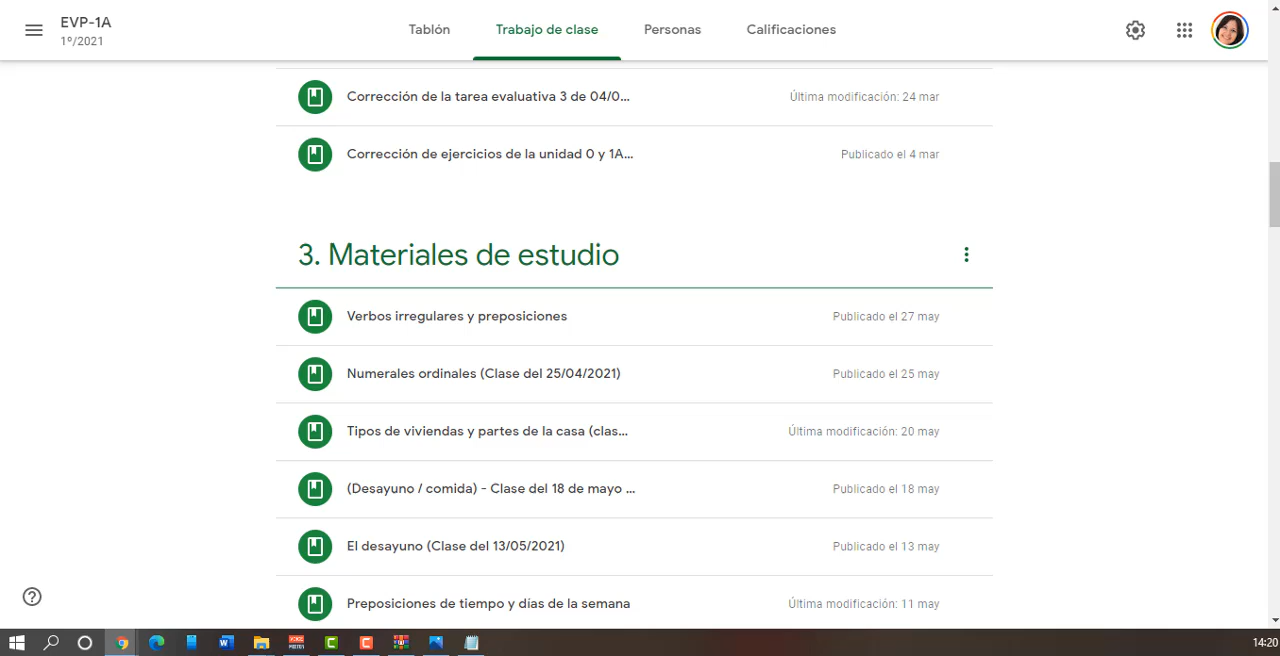 EVP-1A
1º/2021
Tablón
Trabajo de clase
Personas
Calificaciones
Corrección de la tarea evaluativa 3 de 04/0...
Última modificación: 24 mar
Corrección de ejercicios de la unidad 0 y 1A...
Publicado el 4 mar
3. Materiales de estudio
Verbos irregulares y preposiciones
Publicado el 27 may
Numerales ordinales (Clase del 25/04/2021)
Publicado el 25 may
Tipos de viviendas y partes de la casa (clas...
Última modificación: 20 may
(Desayuno / comida) - Clase del 18 de mayo ...
Publicado el 18 may
El desayuno (Clase del 13/05/2021)
Publicado el 13 may
Preposiciones de tiempo y días de la semana
Última modificación: 11 may
14:20